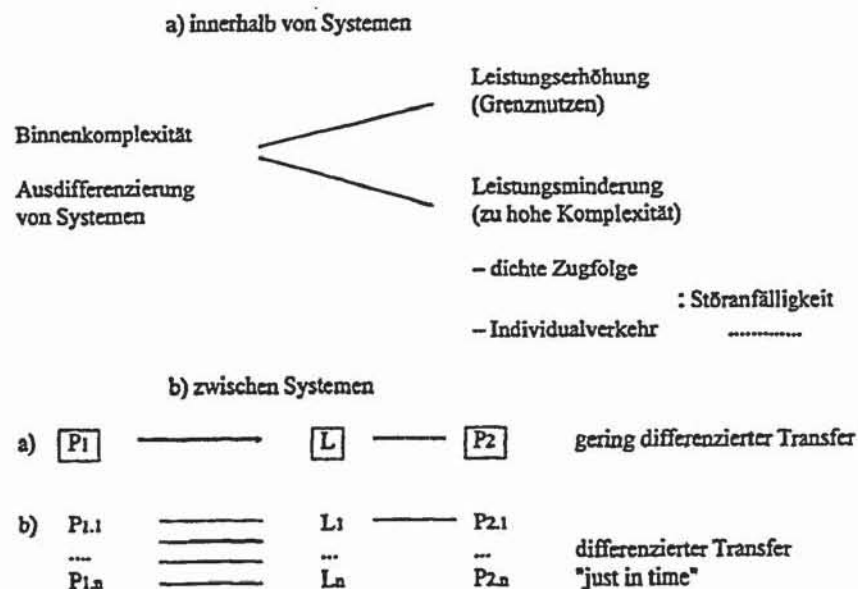 a) innerhalb von Systemen
Leistungserhöhung
(Grenznutzen)
Binnenkomplexität
Ausdifferenzierung
von Systemen
Leistungsminderung
(zu hohe Komplexität)
– dichte Zugfolge
: Störanfälligkeit
– Individualverkehr .............
b) zwischen Systemen
a) P1 L P2 gering differenzierter Transfer
b) P1.1 L1 P2.1
.... ... ... differenzierter Transfer
P1.n Ln P2.n "just in time"